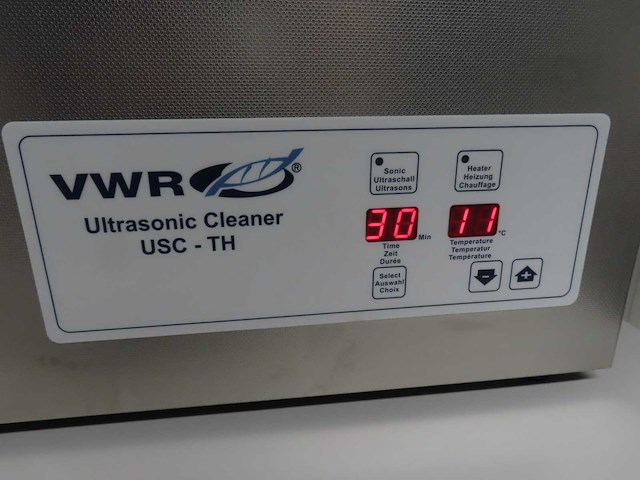 VWR®
Ultrasonic Cleaner
USC - TH
Sonic
Ultraschall
Ultrasons
30 Min
Time
Zeit
Durée
Select
Auswahl
Choix
Heater
Heizung
Chauffage
11 °C
Temperature
Temperatur
Température